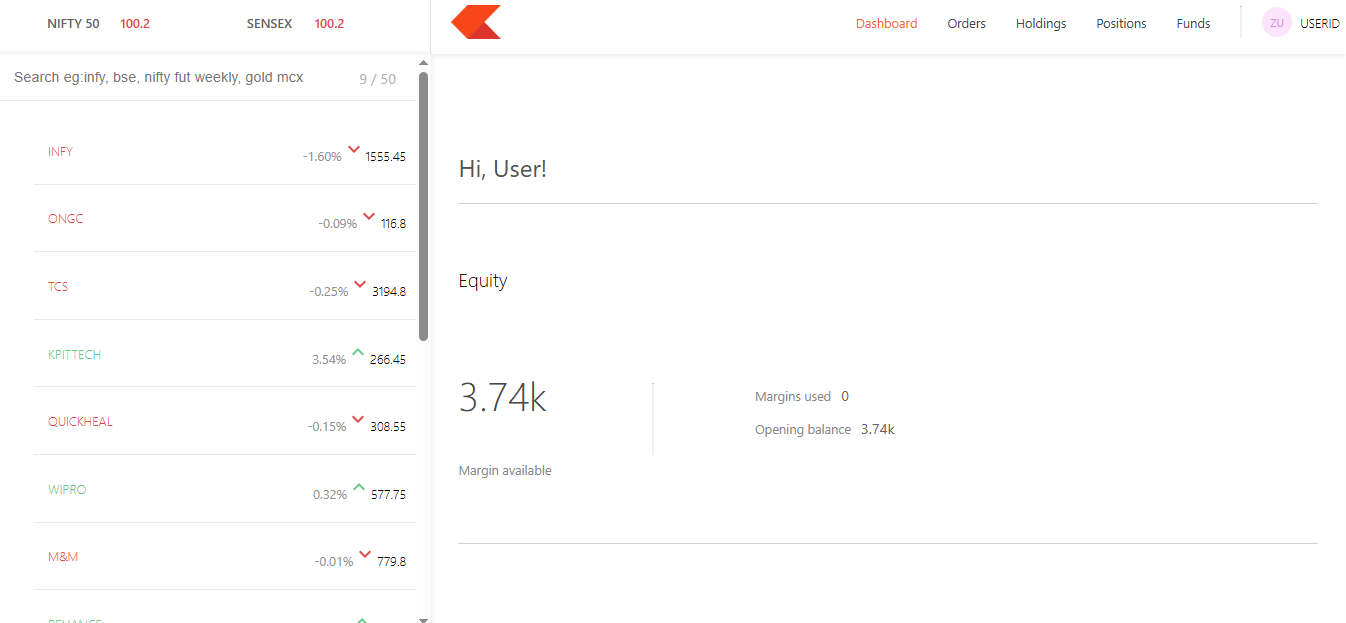 NIFTY 50 100.2 SENSEX 100.2
Dashboard Orders Holdings Positions Funds ZU USERID
Search eg:infy, bse, nifty fut weekly, gold mcx 9 / 50
INFY -1.60% 1555.45
ONGC -0.09% 116.8
TCS -0.25% 3194.8
KPITTECH 3.54% 266.45
QUICKHEAL -0.15% 308.55
WIPRO 0.32% 577.75
M&M -0.01% 779.8
Hi, User!
Equity
3.74k
Margin available
Margins used 0
Opening balance 3.74k